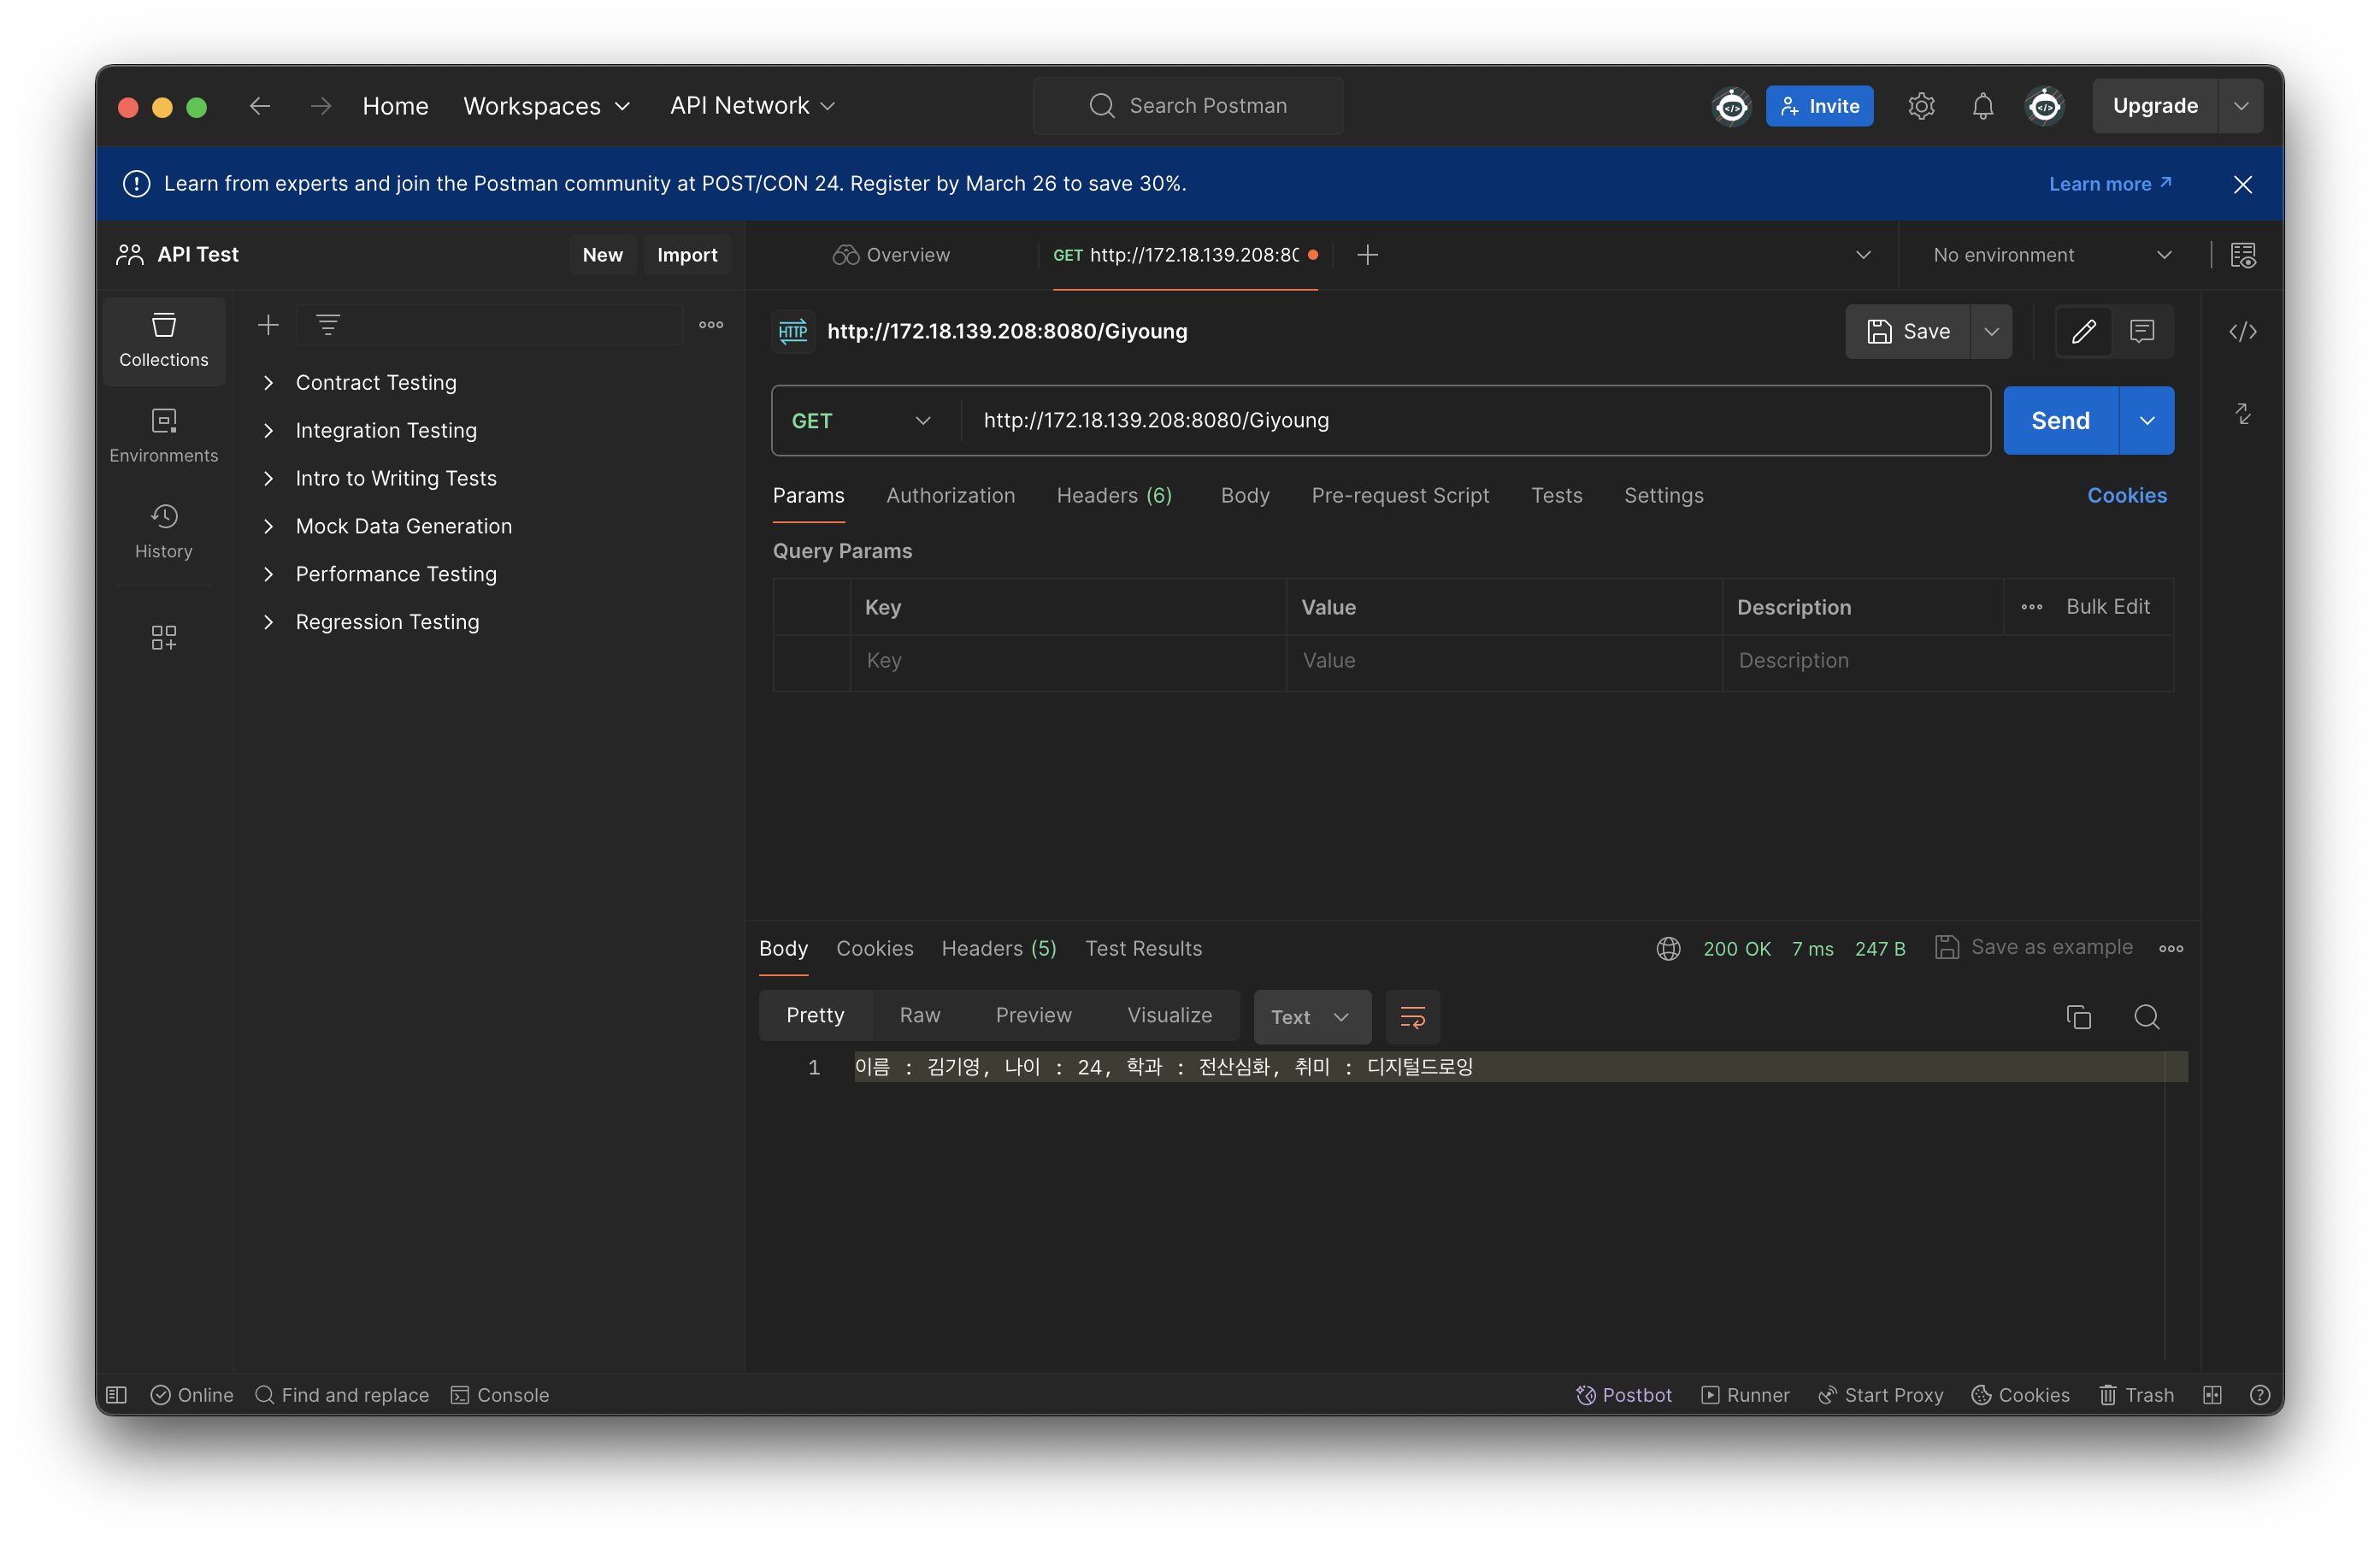 Home Workspaces API Network Search Postman Invite Upgrade
Learn from experts and join the Postman community at POST/CON 24. Register by March 26 to save 30%. Learn more
API Test New Import Overview GET http://172.18.139.208:80 No environment
Collections
Environments
History
Contract Testing
Integration Testing
Intro to Writing Tests
Mock Data Generation
Performance Testing
Regression Testing
HTTP http://172.18.139.208:8080/Giyoung Save
GET http://172.18.139.208:8080/Giyoung Send
Params Authorization Headers (6) Body Pre-request Script Tests Settings Cookies
Query Params
Key Value Description Bulk Edit
Key Value Description
Body Cookies Headers (5) Test Results 200 OK 7 ms 247 B Save as example
Pretty Raw Preview Visualize Text
1 이름 : 김기영, 나이 : 24, 학과 : 전산심화, 취미 : 디지털드로잉
Online Find and replace Console Postbot Runner Start Proxy Cookies Trash